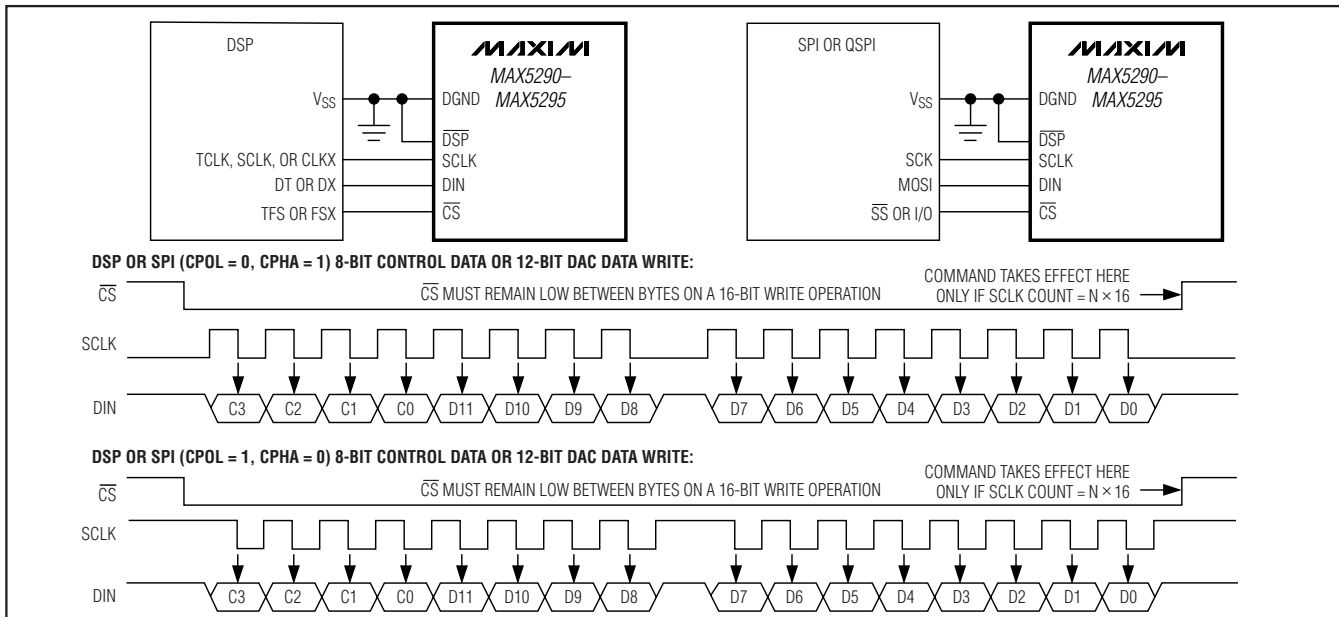 DSP
MAXIM
MAX5290–
MAX5295
VSS
DGND
DSP
TCLK, SCLK, OR CLKX
SCLK
DT OR DX
DIN
TFS OR FSX
CS
SPI OR QSPI
MAXIM
MAX5290–
MAX5295
VSS
DGND
DSP
SCK
SCLK
MOSI
DIN
SS OR I/O
CS
DSP OR SPI (CPOL = 0, CPHA = 1) 8-BIT CONTROL DATA OR 12-BIT DAC DATA WRITE:
CS
CS MUST REMAIN LOW BETWEEN BYTES ON A 16-BIT WRITE OPERATION
COMMAND TAKES EFFECT HERE
ONLY IF SCLK COUNT = N × 16
SCLK
DIN
C3 C2 C1 C0 D11 D10 D9 D8 D7 D6 D5 D4 D3 D2 D1 D0
DSP OR SPI (CPOL = 1, CPHA = 0) 8-BIT CONTROL DATA OR 12-BIT DAC DATA WRITE:
CS
CS MUST REMAIN LOW BETWEEN BYTES ON A 16-BIT WRITE OPERATION
COMMAND TAKES EFFECT HERE
ONLY IF SCLK COUNT = N × 16
SCLK
DIN
C3 C2 C1 C0 D11 D10 D9 D8 D7 D6 D5 D4 D3 D2 D1 D0